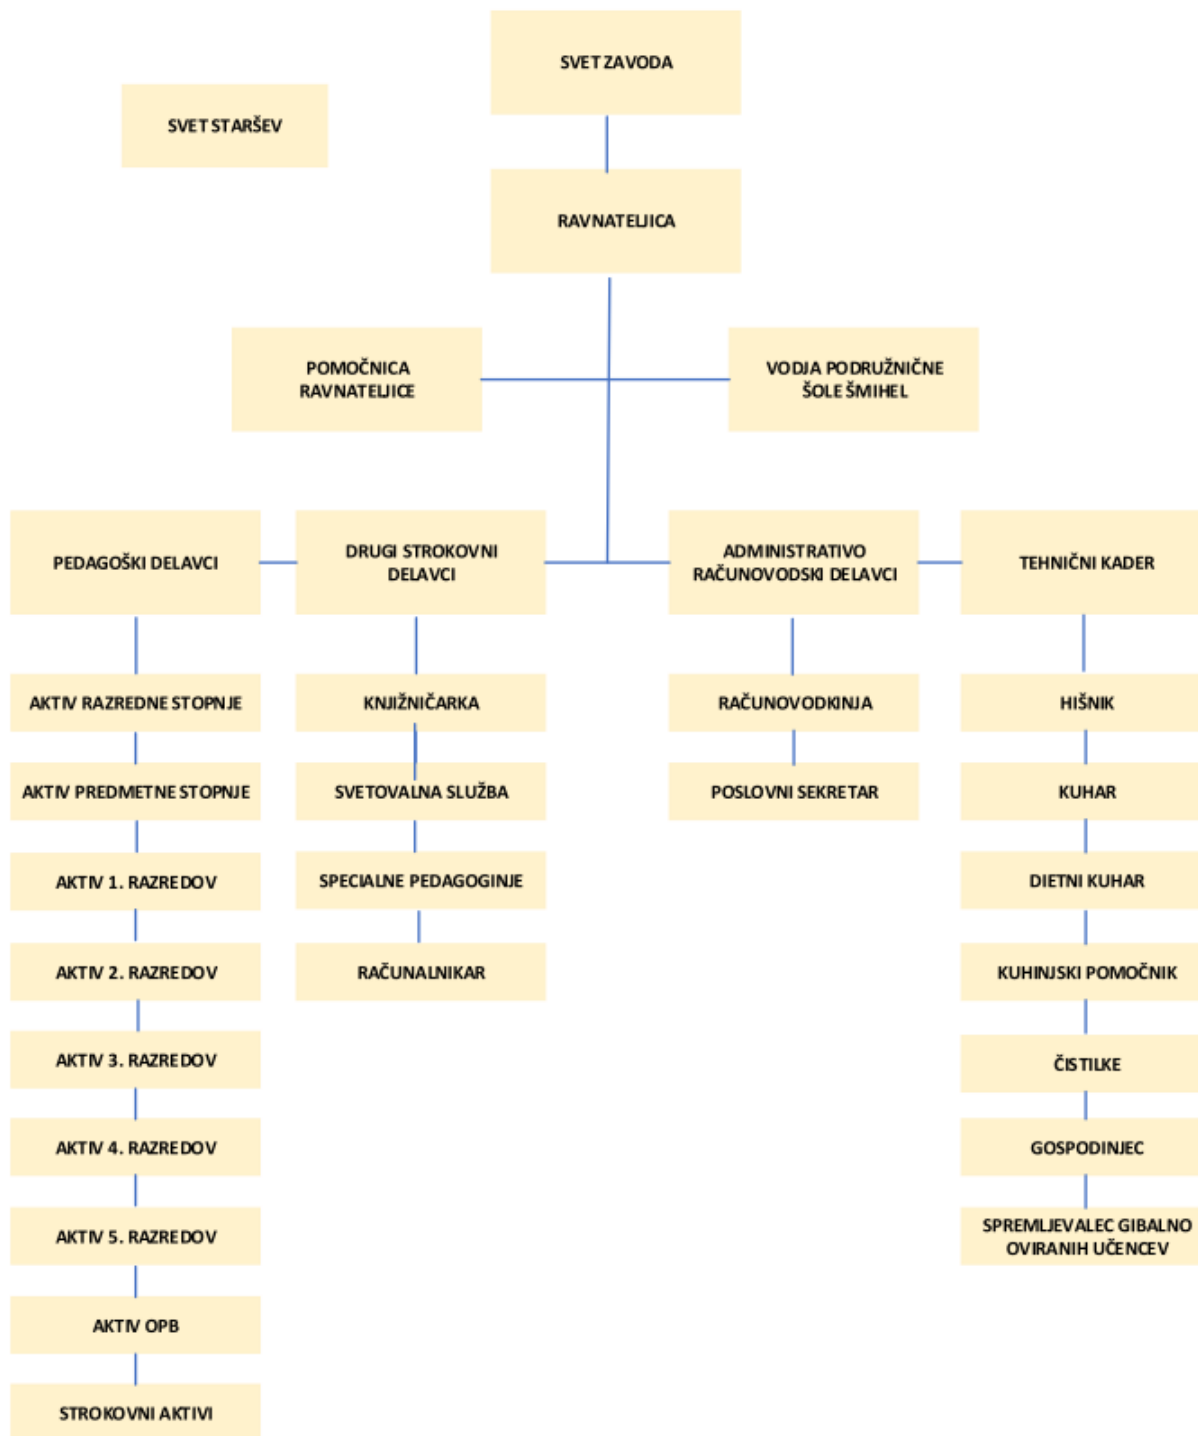 SVET ZAVODA
SVET STARŠEV
RAVNATELJICA
POMOČNICA
RAVNATELJICE
VODJA PODRUŽNIČNE
ŠOLE ŠMIHEL
PEDAGOŠKI DELAVCI
DRUGI STROKOVNI
DELAVCI
ADMINISTRATIVO
RAČUNOVODSKI DELAVCI
TEHNIČNI KADER
AKTIV RAZREDNE STOPNJE
AKTIV PREDMETNE STOPNJE
AKTIV 1. RAZREDOV
AKTIV 2. RAZREDOV
AKTIV 3. RAZREDOV
AKTIV 4. RAZREDOV
AKTIV 5. RAZREDOV
AKTIV OPB
STROKOVNI AKTIVI
KNJIŽNIČARKA
SVETOVALNA SLUŽBA
SPECIALNE PEDAGOGINJE
RAČUNALNIKAR
RAČUNOVODKINJA
POSLOVNI SEKRETAR
HIŠNIK
KUHAR
DIETNI KUHAR
KUHINJSKI POMOČNIK
ČISTILKE
GOSPODINJEC
SPREMLJEVALEC GIBALNO
OVIRANIH UČENCEV